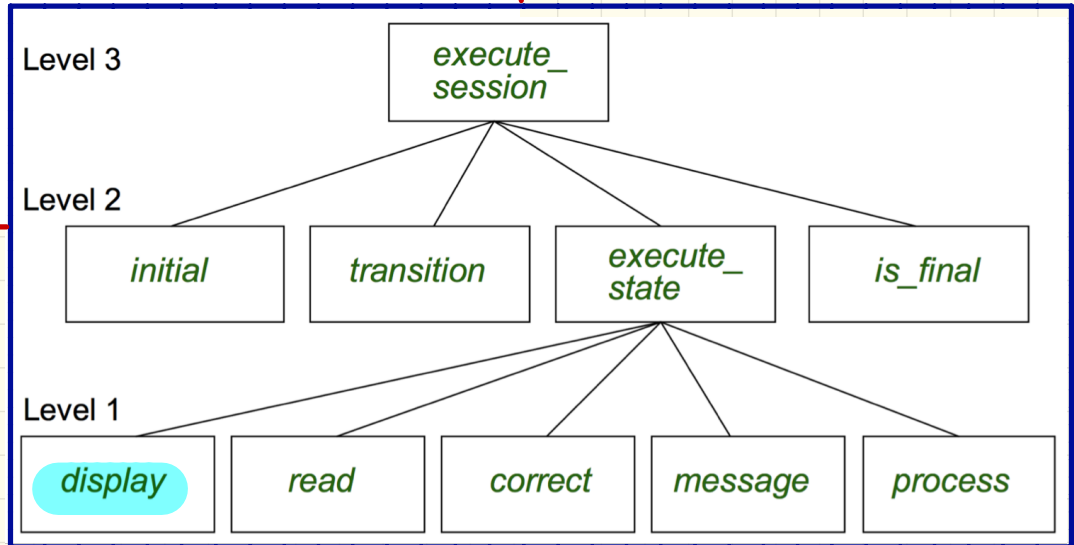 Level 3
execute_
session
Level 2
initial
transition
execute_
state
is_final
Level 1
display
read
correct
message
process